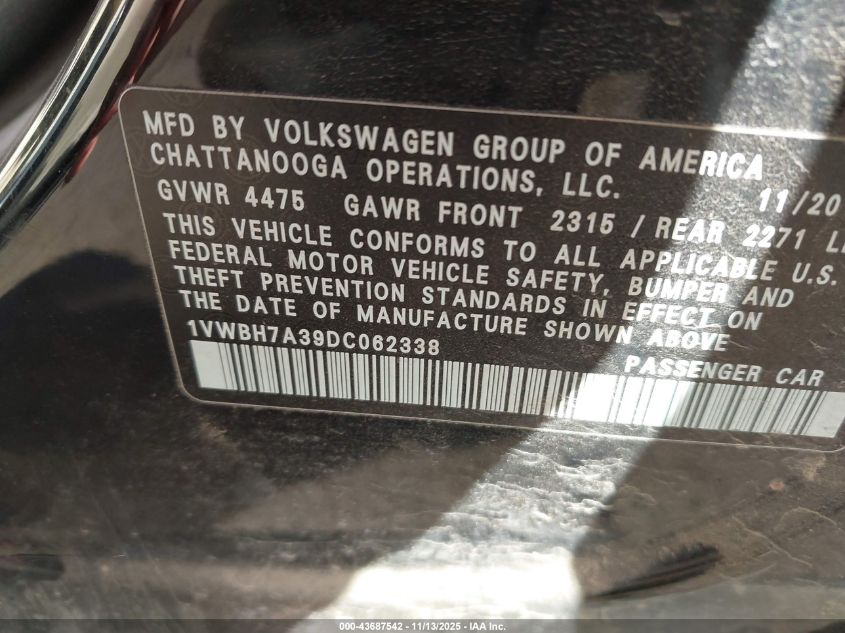 MFD BY VOLKSWAGEN GROUP OF AMERICA
CHATTANOOGA OPERATIONS, LLC.
11/20
GVWR 4475 GAWR FRONT 2315 / REAR 2271
THIS VEHICLE CONFORMS TO ALL APPLICABLE U.S.
FEDERAL MOTOR VEHICLE SAFETY, BUMPER AND
THEFT PREVENTION STANDARDS IN EFFECT ON
THE DATE OF MANUFACTURE SHOWN ABOVE
1VWBH7A39DC062338
PASSENGER CAR
000-43687542 - 11/13/2025 - IAA Inc.